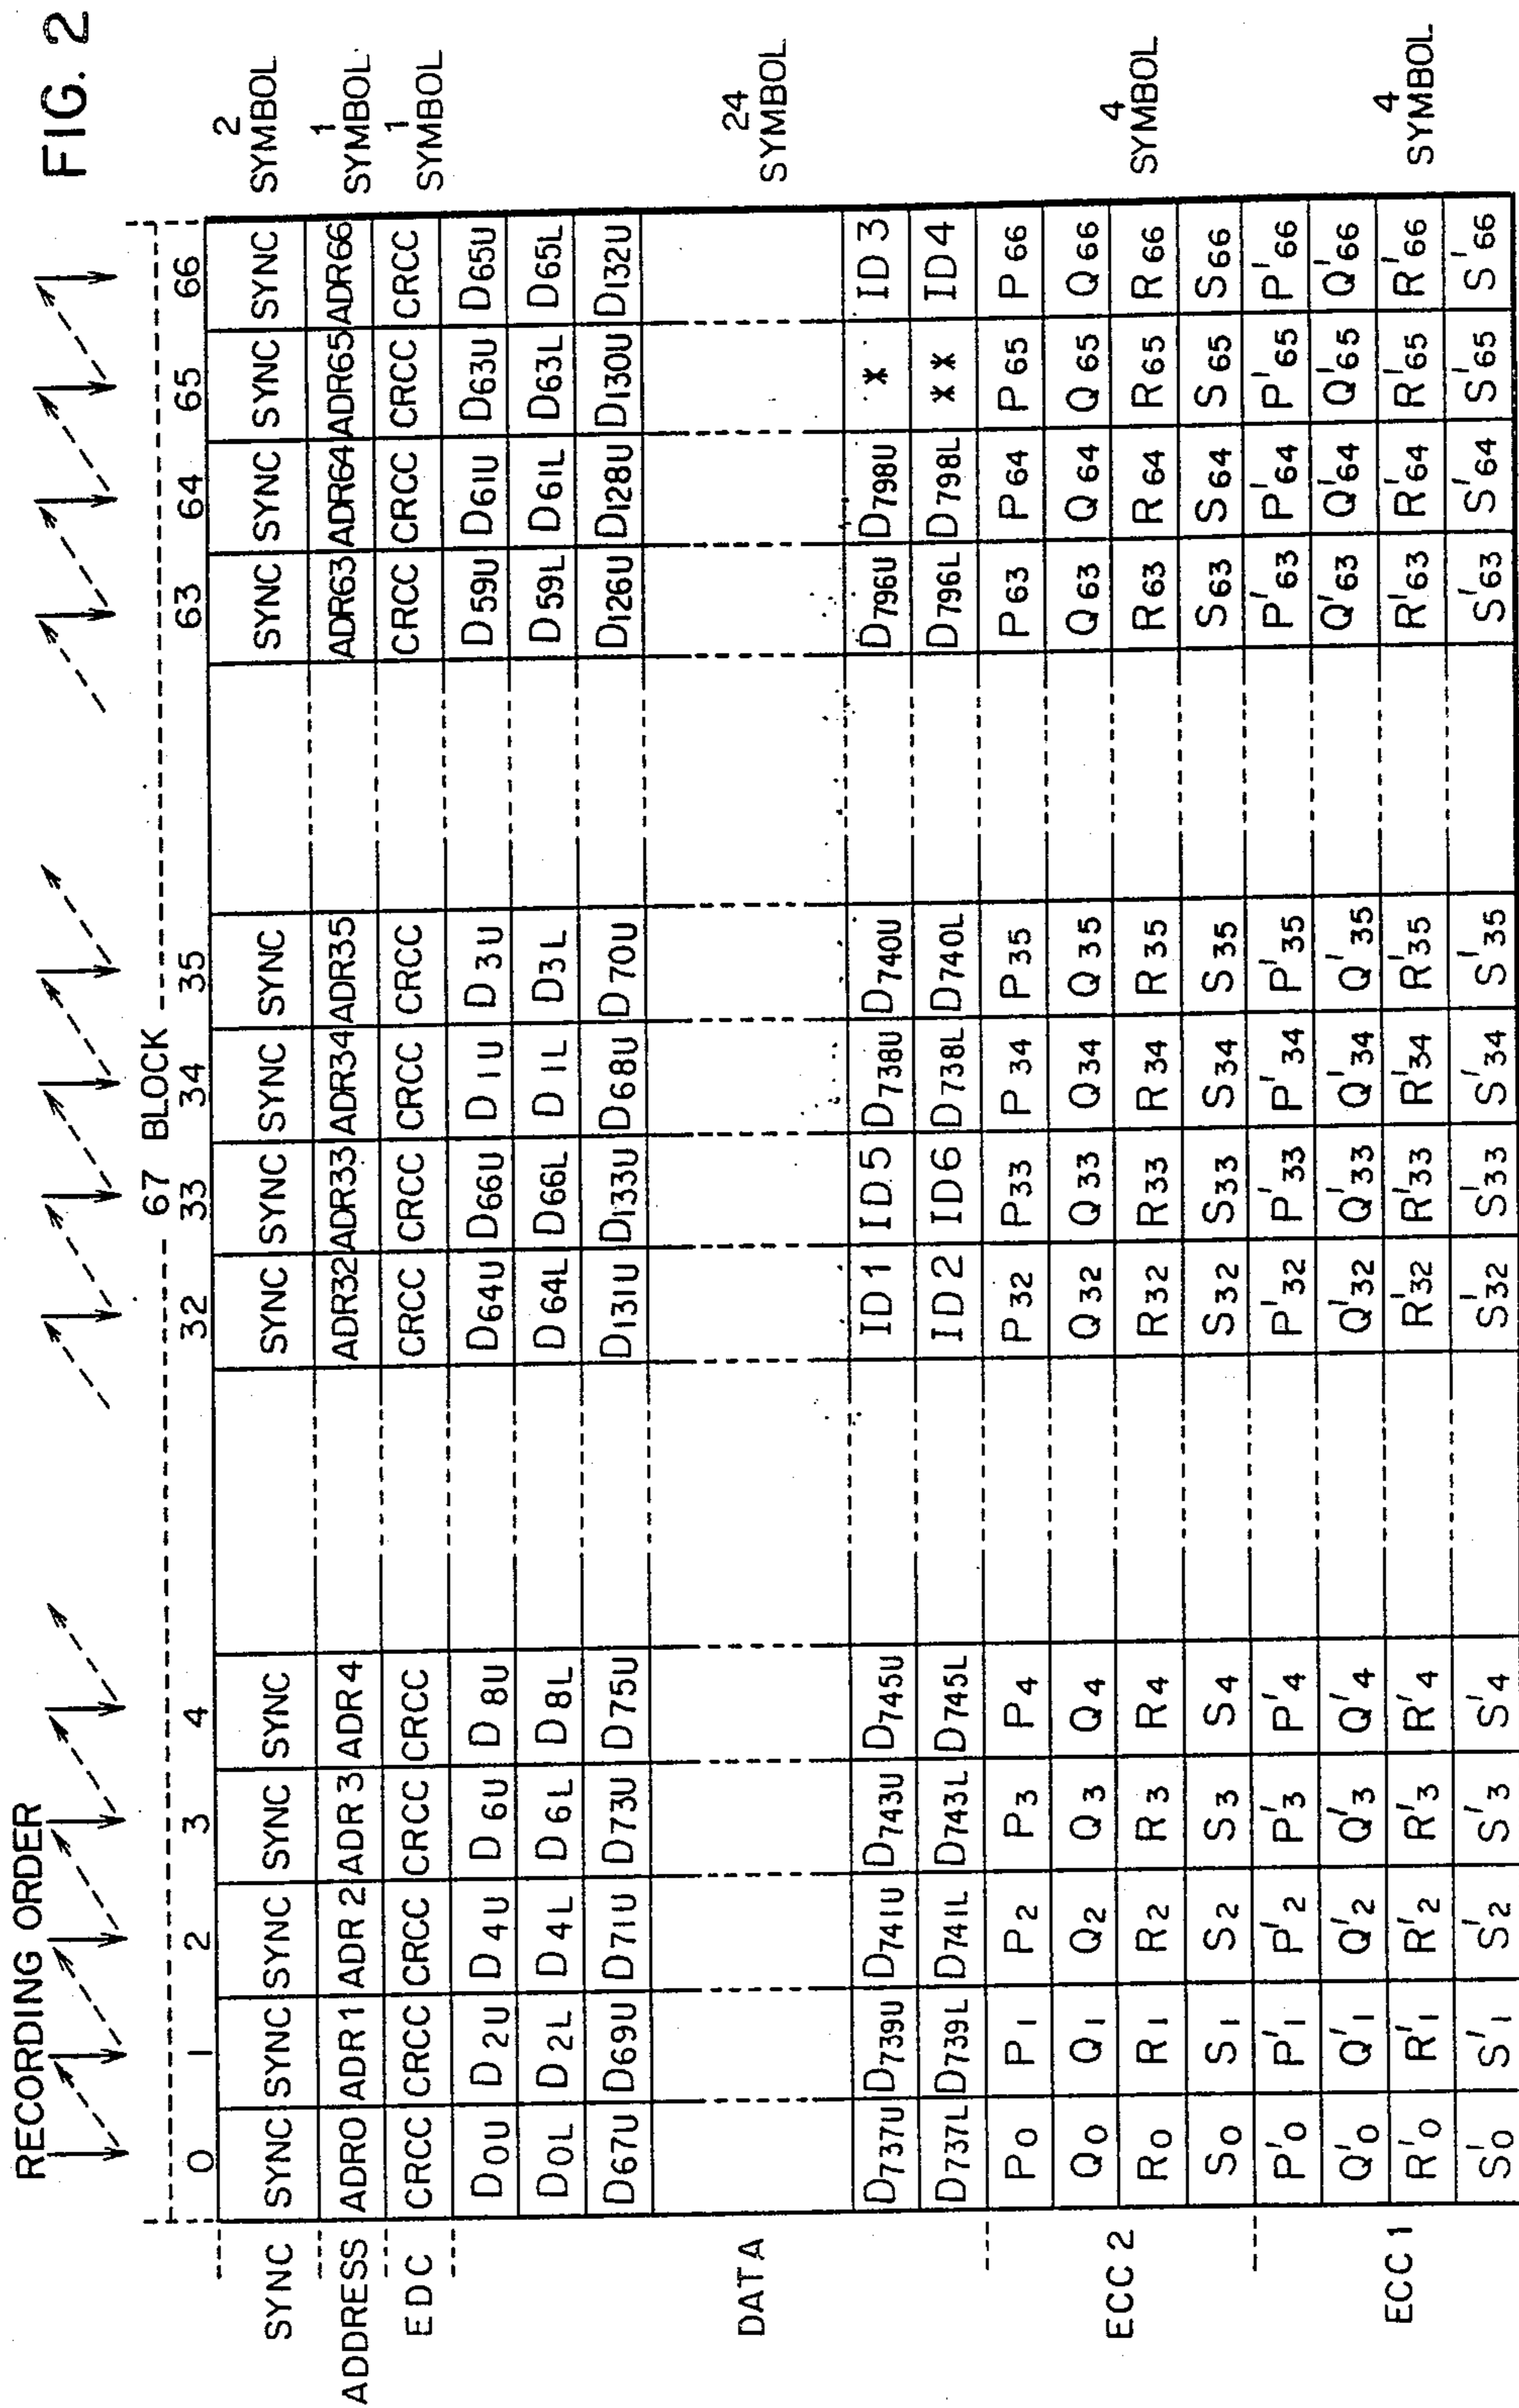 FIG. 2
RECORDING ORDER
67 BLOCK
0 1 2 3 4 32 33 34 35 63 64 65 66
SYNC SYNC SYNC SYNC SYNC SYNC SYNC SYNC SYNC SYNC SYNC SYNC SYNC SYNC 2 SYMBOL
ADDRESS ADR0 ADR1 ADR2 ADR3 ADR4 ADR32 ADR33 ADR34 ADR35 ADR63 ADR64 ADR65 ADR66 1 SYMBOL
EDC CRCC CRCC CRCC CRCC CRCC CRCC CRCC CRCC CRCC CRCC CRCC CRCC CRCC 1 SYMBOL
D0U D2U D4U D6U D8U D64U D66U D1U D3U D59U D61U D63U D65U
D0L D2L D4L D6L D8L D64L D66L D1L D3L D59L D61L D63L D65L
D67U D69U D71U D73U D75U D131U D133U D68U D70U D126U D128U D130U D132U
DATA 24 SYMBOL
D737U D739U D741U D743U D745U ID1 ID5 D738U D740U D796U D798U * ID3
D737L D739L D741L D743L D745L ID2 ID6 D738L D740L D796L D798L ** ID4
P0 P1 P2 P3 P4 P32 P33 P34 P35 P63 P64 P65 P66
Q0 Q1 Q2 Q3 Q4 Q32 Q33 Q34 Q35 Q63 Q64 Q65 Q66
ECC 2 4 SYMBOL
R0 R1 R2 R3 R4 R32 R33 R34 R35 R63 R64 R65 R66
S0 S1 S2 S3 S4 S32 S33 S34 S35 S63 S64 S65 S66
P'0 P'1 P'2 P'3 P'4 P'32 P'33 P'34 P'35 P'63 P'64 P'65 P'66
Q'0 Q'1 Q'2 Q'3 Q'4 Q'32 Q'33 Q'34 Q'35 Q'63 Q'64 Q'65 Q'66
ECC 1 4 SYMBOL
R'0 R'1 R'2 R'3 R'4 R'32 R'33 R'34 R'35 R'63 R'64 R'65 R'66
S'0 S'1 S'2 S'3 S'4 S'32 S'33 S'34 S'35 S'63 S'64 S'65 S'66